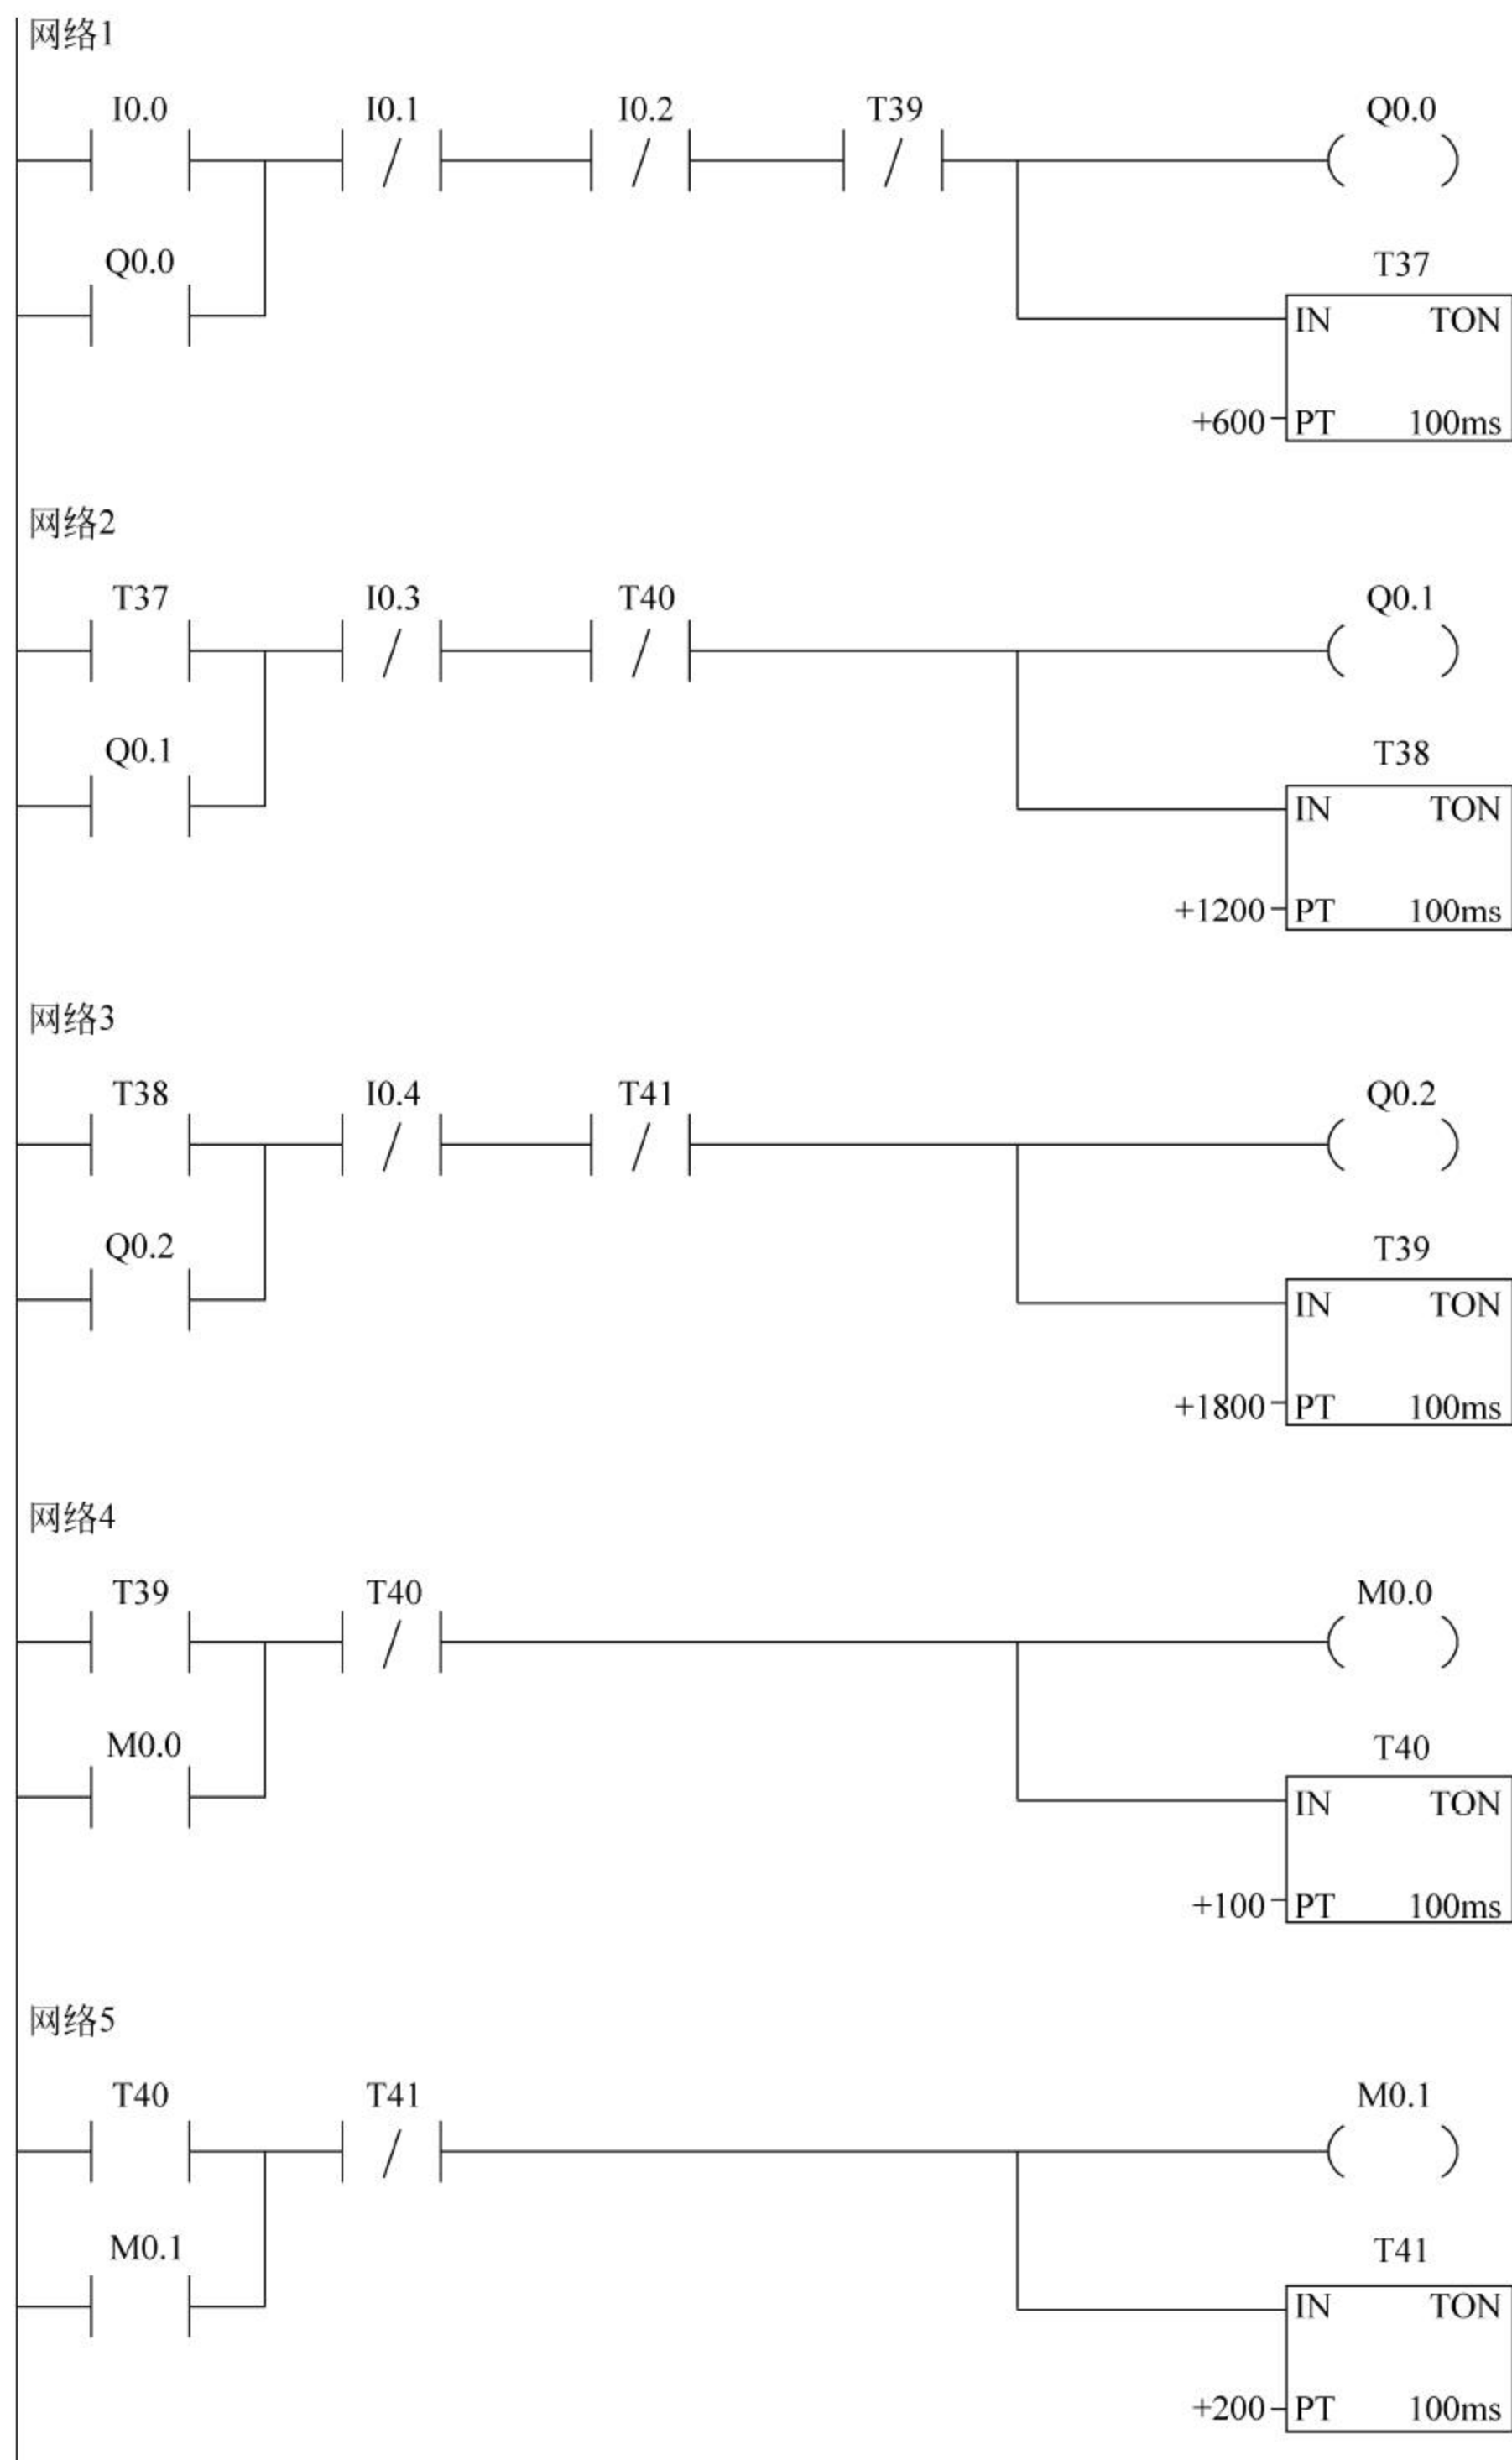 网络1
I0.0 I0.1 I0.2 T39 Q0.0
Q0.0 T37
IN TON
+600 PT 100ms
网络2
T37 I0.3 T40 Q0.1
Q0.1 T38
IN TON
+1200 PT 100ms
网络3
T38 I0.4 T41 Q0.2
Q0.2 T39
IN TON
+1800 PT 100ms
网络4
T39 T40 M0.0
M0.0 T40
IN TON
+100 PT 100ms
网络5
T40 T41 M0.1
M0.1 T41
IN TON
+200 PT 100ms